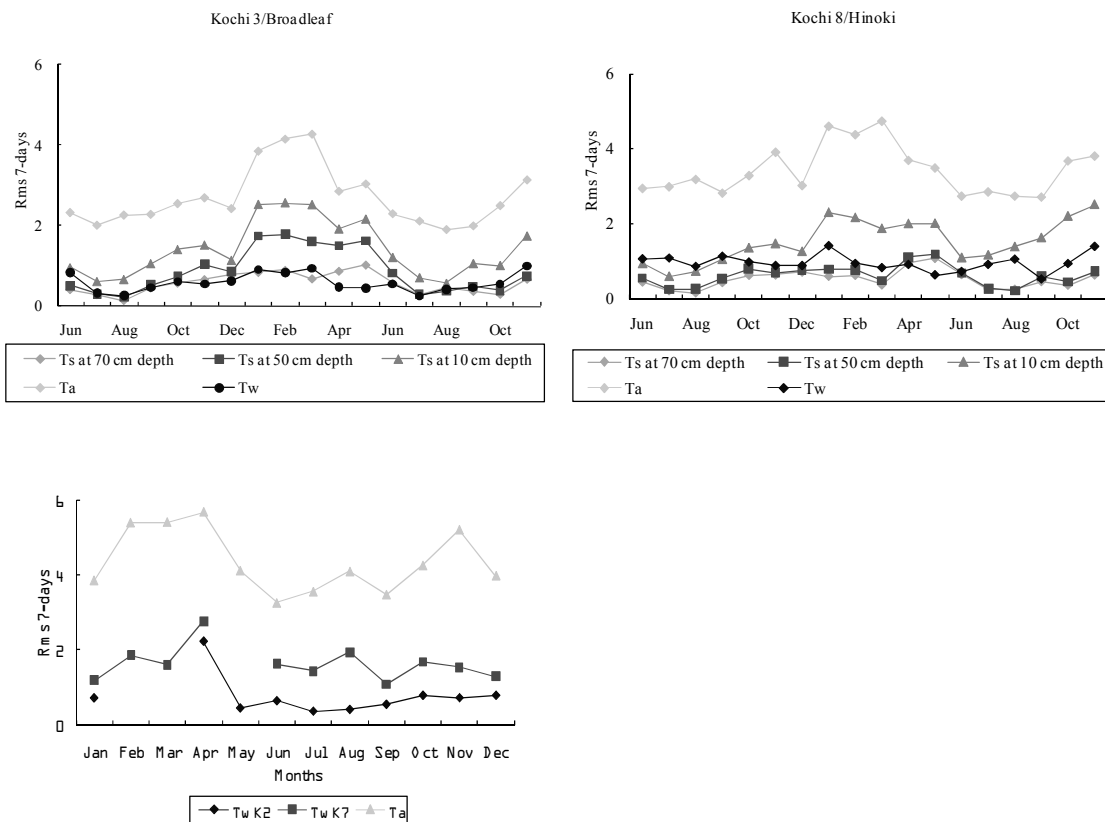 Kochi 3/Broadleaf
Rms 7-days
6
4
2
0
Jun Aug Oct Dec Feb Apr Jun Aug Oct
Ts at 70 cm depth Ts at 50 cm depth Ts at 10 cm depth
Ta Tw
Kochi 8/Hinoki
Rms 7-days
6
4
2
0
Jun Aug Oct Dec Feb Apr Jun Aug Oct
Ts at 70 cm depth Ts at 50 cm depth Ts at 10 cm depth
Ta Tw
Rms 7-days
6
4
2
0
Jan Feb Mar Apr May Jun Jul Aug Sep Oct Nov Dec
Months
Tw K2 Tw K7 Ta